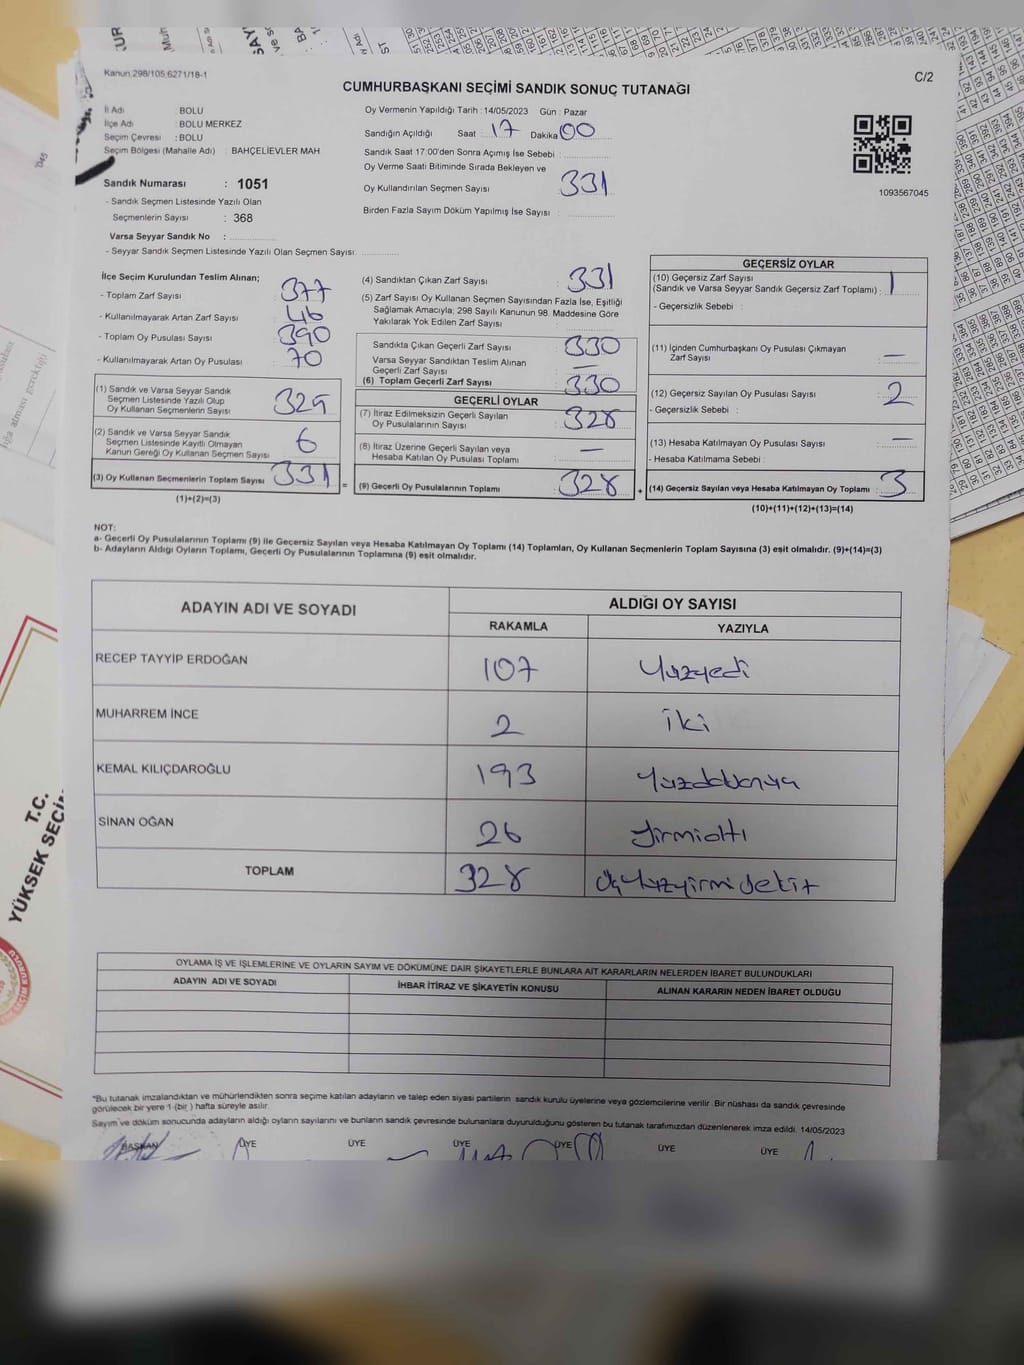 Kanun 298/105,6271/18-1
C/2
CUMHURBAŞKANI SEÇİMİ SANDIK SONUÇ TUTANAĞI
İl Adı : BOLU
İlçe Adı : BOLU MERKEZ
Seçim Çevresi : BOLU
Seçim Bölgesi (Mahalle Adı) : BAHÇELİEVLER MAH
Sandık Numarası : 1051
- Sandık Seçmen Listesinde Yazılı Olan
Seçmenlerin Sayısı : 368
Varsa Seyyar Sandık No :
- Seyyar Sandık Seçmen Listesinde Yazılı Olan Seçmen Sayısı:
Oy Vermenin Yapıldığı Tarih : 14/05/2023 Gün : Pazar
Sandığın Açıldığı Saat : 17 Dakika 00
Sandık Saat 17:00'den Sonra Açımış İse Sebebi :
Oy Verme Saati Bitiminde Sırada Bekleyen ve
Oy Kullandırılan Seçmen Sayısı : 331
Birden Fazla Sayım Döküm Yapılmış İse Sayısı :
1093567045
İlce Seçim Kurulundan Teslim Alınan;
- Toplam Zarf Sayısı : 377
- Kullanılmayarak Artan Zarf Sayısı : 46
- Toplam Oy Pusulası Sayısı : 390
- Kullanılmayarak Artan Oy Pusulası : 70
(1) Sandık ve Varsa Seyyar Sandık
Seçmen Listesinde Yazılı Olup
Oy Kullanan Seçmenlerin Sayısı : 325
(2) Sandık ve Varsa Seyyar Sandık
Seçmen Listesinde Kayıtlı Olmayan
Kanun Gereği Oy Kullanan Seçmen Sayısı : 6
(3) Oy Kullanan Seçmenlerin Toplam Sayısı : 331
(1)+(2)=(3)
(4) Sandıktan Çıkan Zarf Sayısı : 331
(5) Zarf Sayısı Oy Kullanan Seçmen Sayısından Fazla İse, Eşitliği
Sağlamak Amacıyla; 298 Sayılı Kanunun 98. Maddesine Göre
Yakılarak Yok Edilen Zarf Sayısı :
Sandıkta Çıkan Geçerli Zarf Sayısı : 330
Varsa Seyyar Sandıktan Teslim Alınan
Geçerli Zarf Sayısı : —
(6) Toplam Geçerli Zarf Sayısı : 330
GEÇERLİ OYLAR
(7) İtiraz Edilmeksizin Geçerli Sayılan
Oy Pusulalarının Sayısı : 328
(8) İtiraz Üzerine Geçerli Sayılan veya
Hesaba Katılan Oy Pusulası Toplamı : —
= (9) Geçerli Oy Pusulalarının Toplamı : 328 +
GEÇERSİZ OYLAR
(10) Geçersiz Zarf Sayısı
(Sandık ve Varsa Seyyar Sandık Geçersiz Zarf Toplamı) : 1
- Geçersizlik Sebebi :
(11) İçinden Cumhurbaşkanı Oy Pusulası Çıkmayan
Zarf Sayısı : —
(12) Geçersiz Sayılan Oy Pusulası Sayısı : 2
- Geçersizlik Sebebi :
(13) Hesaba Katılmayan Oy Pusulası Sayısı : —
- Hesaba Katılmama Sebebi :
(14) Geçersiz Sayılan veya Hesaba Katılmayan Oy Toplamı : 3
(10)+(11)+(12)+(13)=(14)
NOT:
a- Geçerli Oy Pusulalarının Toplamı (9) ile Geçersiz Sayılan veya Hesaba Katılmayan Oy Toplamı (14) Toplamları, Oy Kullanan Seçmenlerin Toplam Sayısına (3) eşit olmalıdır. (9)+(14)=(3)
b- Adayların Aldığı Oyların Toplamı, Geçerli Oy Pusulalarının Toplamına (9) eşit olmalıdır.
ADAYIN ADI VE SOYADI ALDIĞI OY SAYISI
RAKAMLA YAZIYLA
RECEP TAYYİP ERDOĞAN 107 Yüzyedi
MUHARREM İNCE 2 iki
KEMAL KILIÇDAROĞLU 193
SİNAN OĞAN 26 yirmialtı
TOPLAM 328 üçyüzyirmisekiz
OYLAMA İŞ VE İŞLEMLERİNE VE OYLARIN SAYIM VE DÖKÜMÜNE DAİR ŞİKAYETLERLE BUNLARA AİT KARARLARIN NELERDEN İBARET BULUNDUKLARI
ADAYIN ADI VE SOYADI İHBAR İTİRAZ VE ŞİKAYETİN KONUSU ALINAN KARARIN NEDEN İBARET OLDUĞU
*Bu tutanak imzalandıktan ve mühürlendikten sonra seçime katılan adayların ve talep eden siyasi partilerin sandık kurulu üyelerine veya gözlemcilerine verilir. Bir nüshası da sandık çevresinde
görülecek bir yere 1 (bir ) hafta süreyle asılır.
Sayım ve döküm sonucunda adayların aldığı oyların sayılarını ve bunların sandık çevresinde bulunanlara duyurulduğunu gösteren bu tutanak tarafımızdan düzenlenerek imza edildi. 14/05/2023
BAŞKAN ÜYE ÜYE ÜYE ÜYE ÜYE ÜYE
T.C.
YÜKSEK SEÇİM